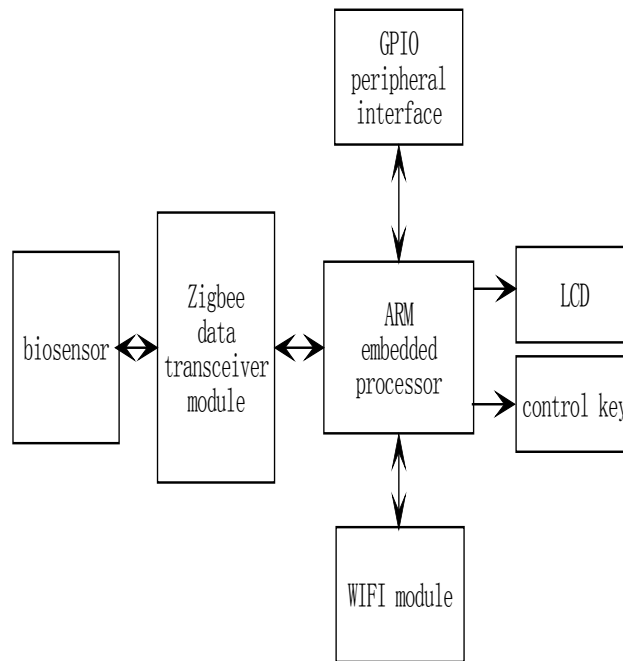 GPIO
peripheral
interface
biosensor
Zigbee
data
transceiver
module
ARM
embedded
processor
LCD
control key
WIFI module